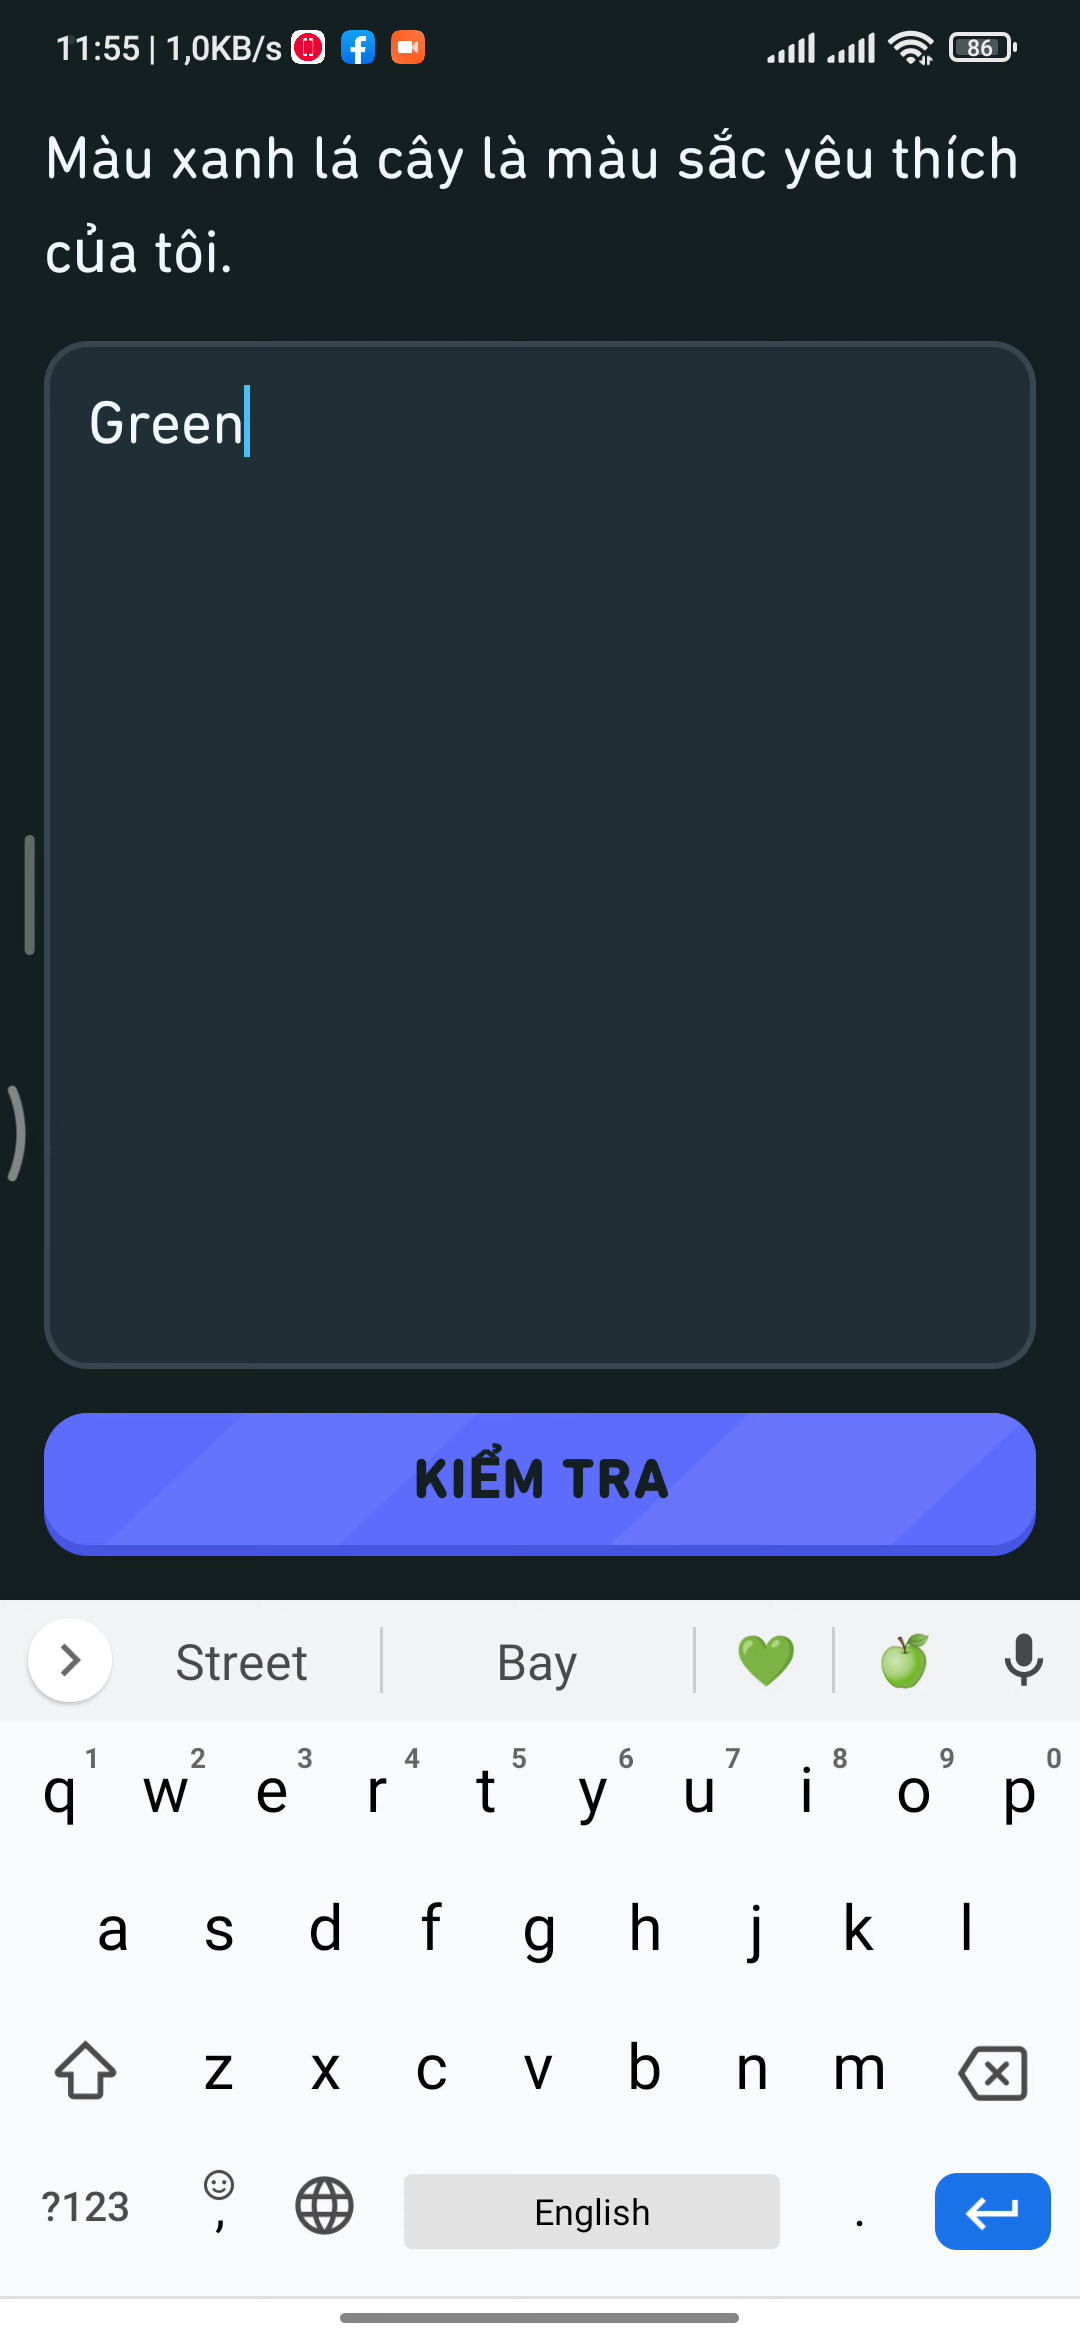 11:55 | 1,0KB/s 86
Màu xanh lá cây là màu sắc yêu thích
của tôi.
Green
KIỂM TRA
Street Bay
1 2 3 4 5 6 7 8 9 0
q w e r t y u i o p
a s d f g h j k l
z x c v b n m
?123 , English .